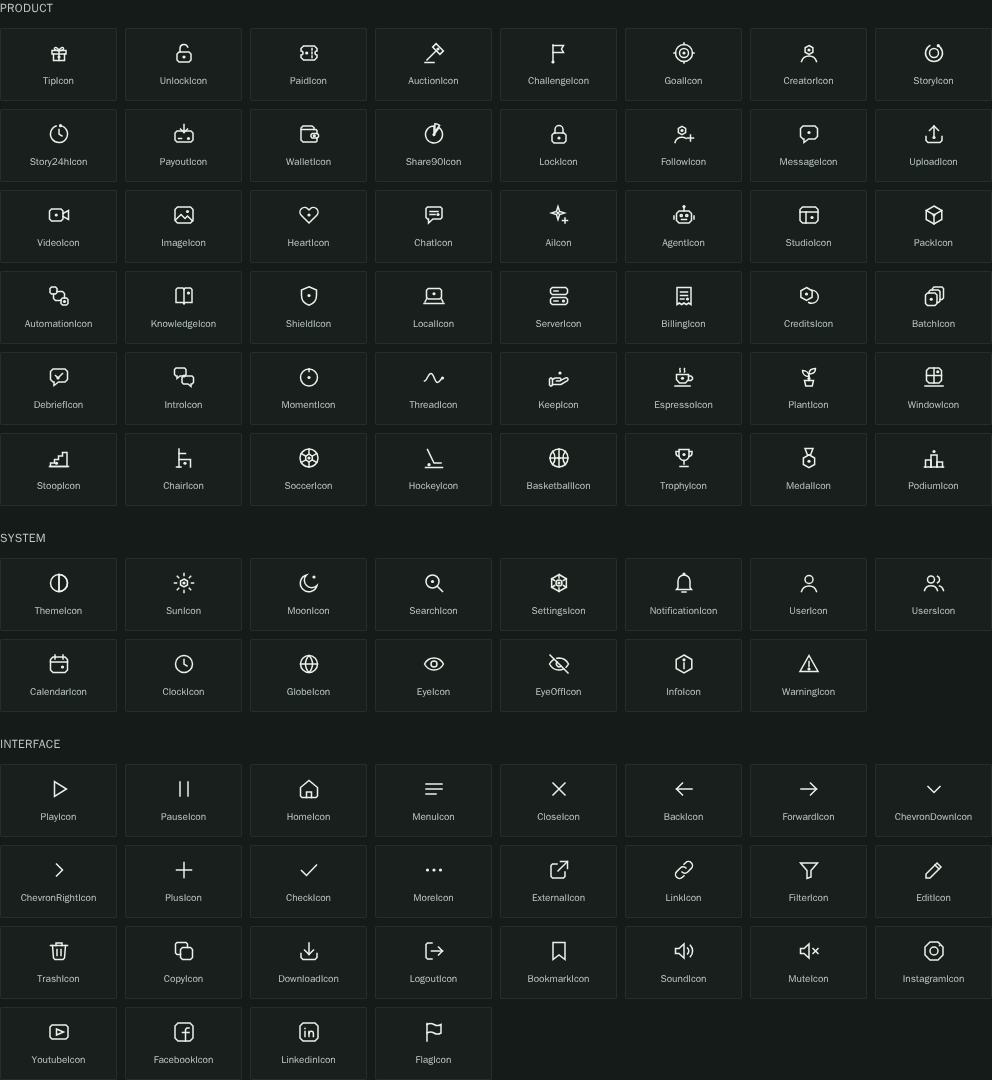 PRODUCT
TipIcon UnlockIcon PaidIcon AuctionIcon ChallengeIcon GoalIcon CreatorIcon StoryIcon
Story24hIcon PayoutIcon WalletIcon Share90Icon LockIcon FollowIcon MessageIcon UploadIcon
VideoIcon ImageIcon HeartIcon ChatIcon AiIcon AgentIcon StudioIcon PackIcon
AutomationIcon KnowledgeIcon ShieldIcon LocalIcon ServerIcon BillingIcon CreditsIcon BatchIcon
DebriefIcon IntroIcon MomentIcon ThreadIcon KeepIcon EspressoIcon PlantIcon WindowIcon
StoopIcon ChairIcon SoccerIcon HockeyIcon BasketballIcon TrophyIcon MedalIcon PodiumIcon
SYSTEM
ThemeIcon SunIcon MoonIcon SearchIcon SettingsIcon NotificationIcon UserIcon UsersIcon
CalendarIcon ClockIcon GlobeIcon EyeIcon EyeOffIcon InfoIcon WarningIcon
INTERFACE
PlayIcon PauseIcon HomeIcon MenuIcon CloseIcon BackIcon ForwardIcon ChevronDownIcon
ChevronRightIcon PlusIcon CheckIcon MoreIcon ExternalIcon LinkIcon FilterIcon EditIcon
TrashIcon CopyIcon DownloadIcon LogoutIcon BookmarkIcon SoundIcon MuteIcon InstagramIcon
YoutubeIcon FacebookIcon LinkedinIcon FlagIcon